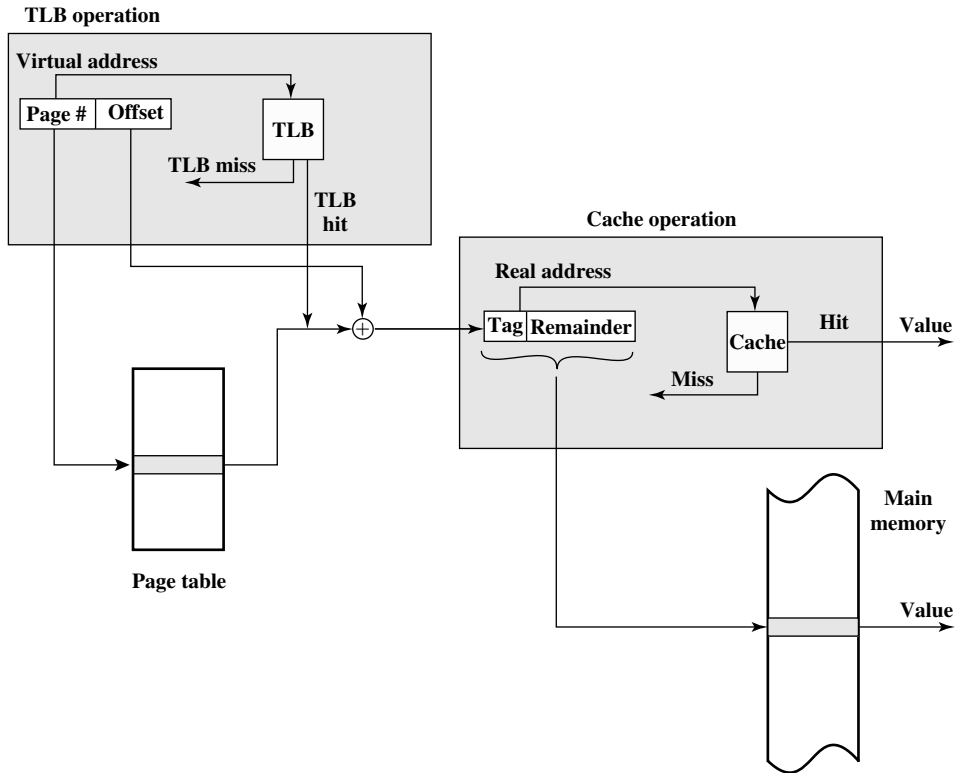 TLB operation
Virtual address
Page # Offset
TLB
TLB miss
TLB
hit
Cache operation
Real address
Tag Remainder
Cache
Hit
Value
Miss
Page table
Main
memory
Value